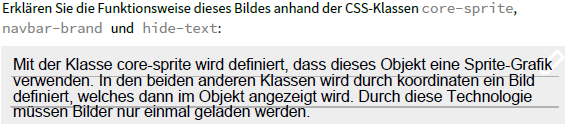 Erklären Sie die Funktionsweise dieses Bildes anhand der CSS-Klassen core-sprite,
navbar-brand und hide-text:
Mit der Klasse core-sprite wird definiert, dass dieses Objekt eine Sprite-Grafik
verwenden. In den beiden anderen Klassen wird durch koordinaten ein Bild
definiert, welches dann im Objekt angezeigt wird. Durch diese Technologie
müssen Bilder nur einmal geladen werden.